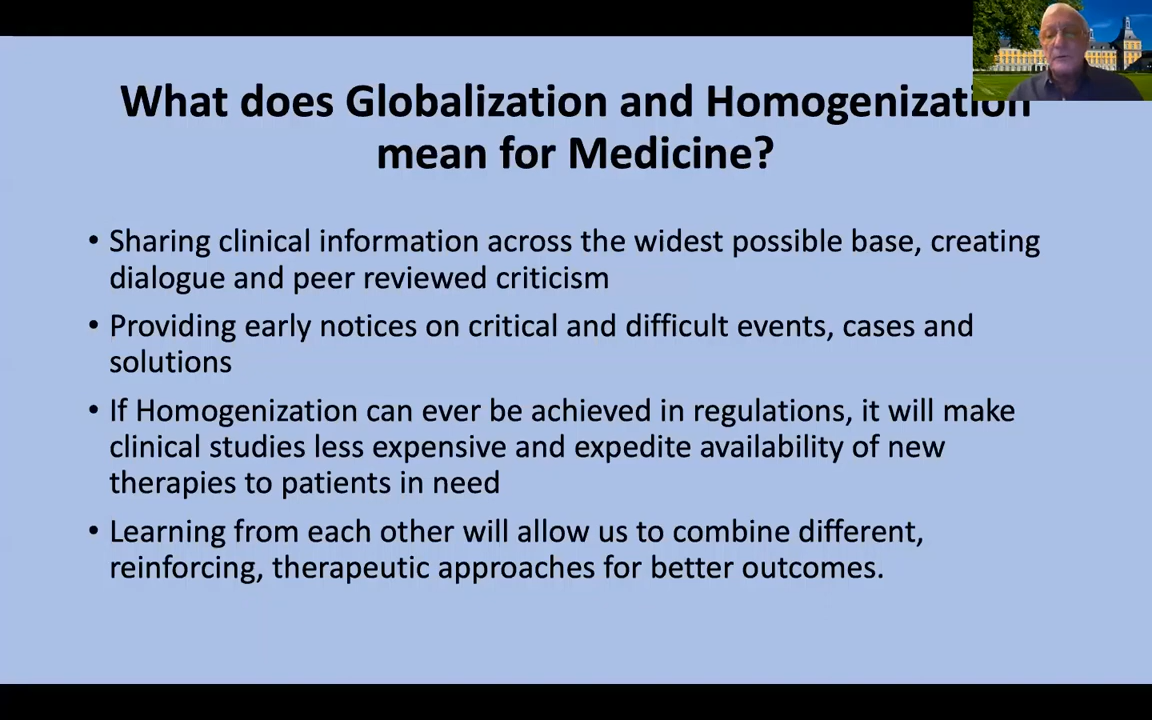 What does Globalization and Homogenization
mean for Medicine?
• Sharing clinical information across the widest possible base, creating
dialogue and peer reviewed criticism
• Providing early notices on critical and difficult events, cases and
solutions
• If Homogenization can ever be achieved in regulations, it will make
clinical studies less expensive and expedite availability of new
therapies to patients in need
• Learning from each other will allow us to combine different,
reinforcing, therapeutic approaches for better outcomes.